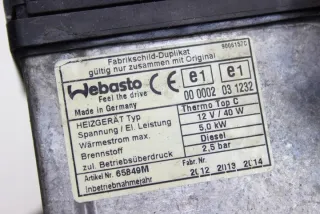 Fabrikschild-Duplikat
gültig nur zusammen mit Original
9006157C
Webasto CE e1 e1
Feel the drive
00 0002 03 1232
Made in Germany
HEIZGERÄT Typ Thermo Top C
Spannung / El. Leistung 12 V / 40 W
Wärmestrom max. 5,0 kW
Brennstoff Diesel
zul. Betriebsüberdruck 2,5 bar
Artikel Nr. 65849M Fabr. Nr.
Inbetriebnahmejahr 2012 2013 2014